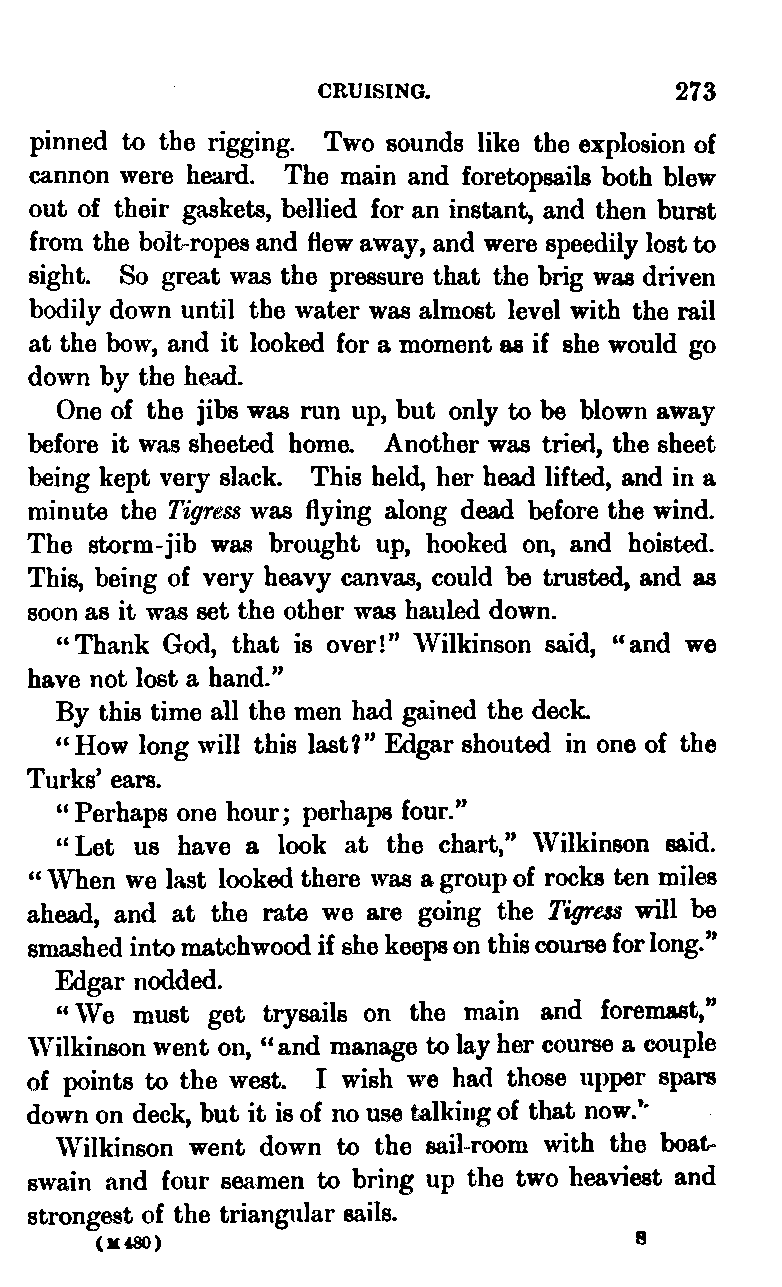 CRUISING. 273
pinned to the rigging. Two sounds like the explosion of
cannon were heard. The main and foretopsails both blew
out of their gaskets, bellied for an instant, and then burst
from the bolt-ropes and flew away, and were speedily lost to
sight. So great was the pressure that the brig was driven
bodily down until the water was almost level with the rail
at the bow, and it looked for a moment as if she would go
down by the head.
One of the jibs was run up, but only to be blown away
before it was sheeted home. Another was tried, the sheet
being kept very slack. This held, her head lifted, and in a
minute the Tigress was flying along dead before the wind.
The storm-jib was brought up, hooked on, and hoisted.
This, being of very heavy canvas, could be trusted, and as
soon as it was set the other was hauled down.
"Thank God, that is over!" Wilkinson said, "and we
have not lost a hand."
By this time all the men had gained the deck.
"How long will this last?" Edgar shouted in one of the
Turks' ears.
"Perhaps one hour; perhaps four."
"Let us have a look at the chart," Wilkinson said.
"When we last looked there was a group of rocks ten miles
ahead, and at the rate we are going the Tigress will be
smashed into matchwood if she keeps on this course for long."
Edgar nodded.
"We must get trysails on the main and foremast,"
Wilkinson went on, "and manage to lay her course a couple
of points to the west. I wish we had those upper spars
down on deck, but it is of no use talking of that now."
Wilkinson went down to the sail-room with the boat-
swain and four seamen to bring up the two heaviest and
strongest of the triangular sails.
(M 480) S